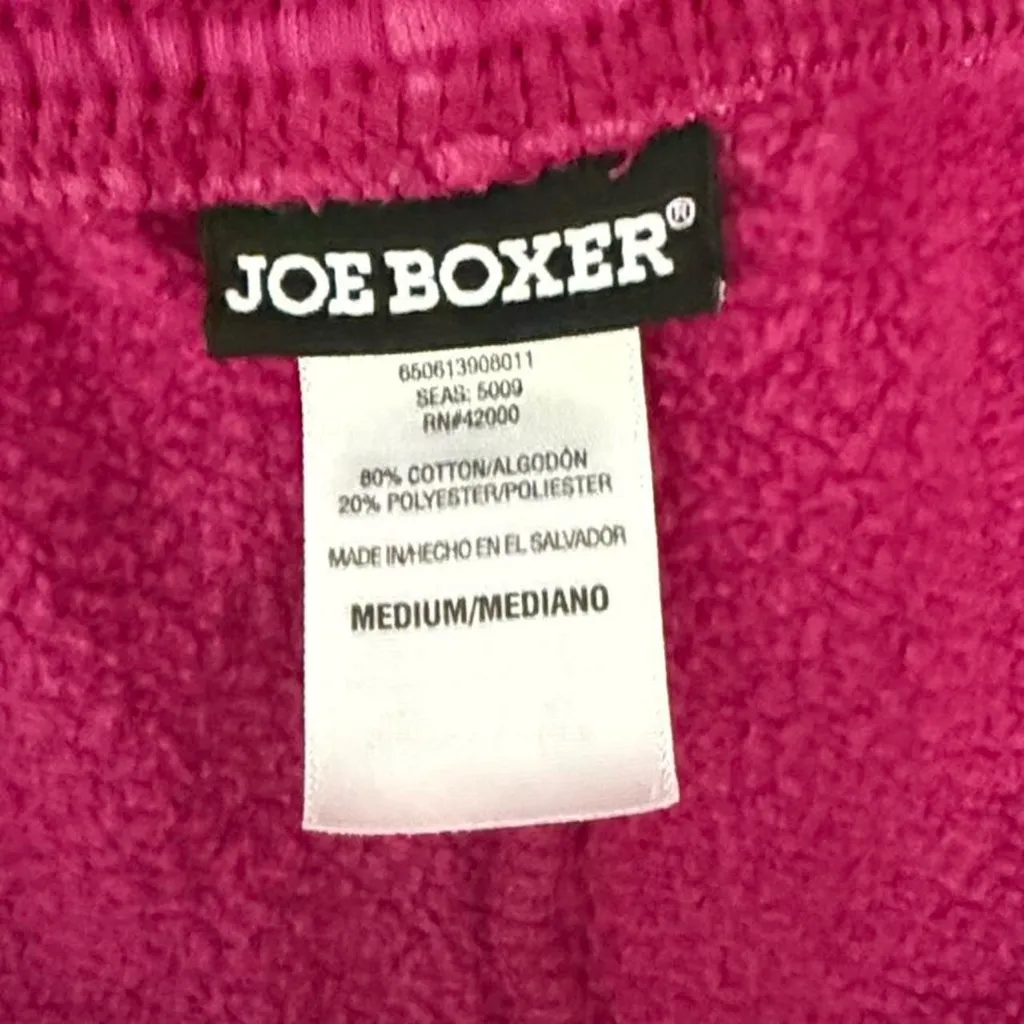 JOE BOXER®
650613908011
SEAS: 5009
RN#42000
80% COTTON/ALGODÓN
20% POLYESTER/POLIESTER
MADE IN/HECHO EN EL SALVADOR
MEDIUM/MEDIANO